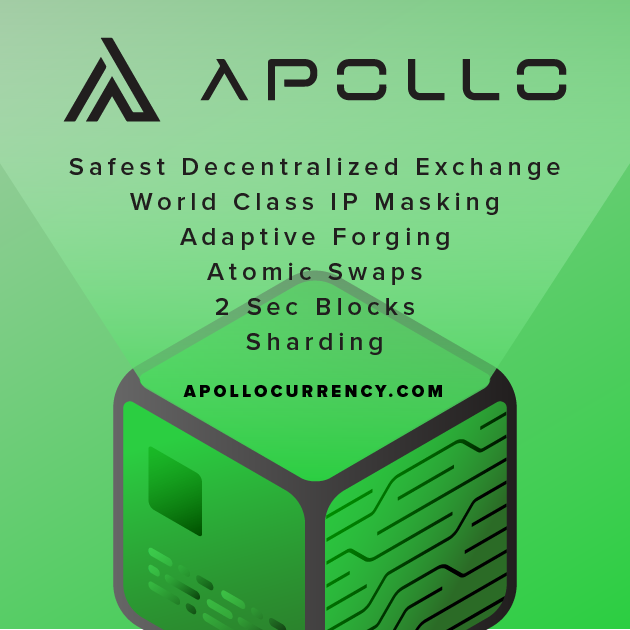 APOLLO
Safest Decentralized Exchange
World Class IP Masking
Adaptive Forging
Atomic Swaps
2 Sec Blocks
Sharding
APOLLOCURRENCY.COM